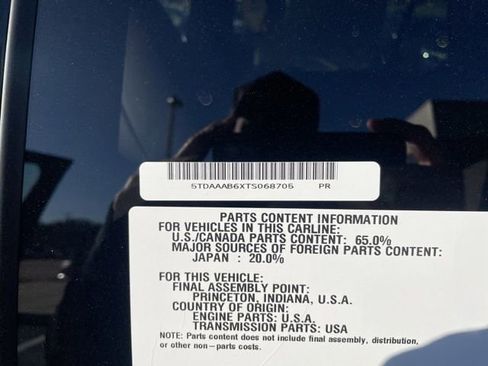 5TDAAAB6XTS068705 PR
PARTS CONTENT INFORMATION
FOR VEHICLES IN THIS CARLINE:
U.S./CANADA PARTS CONTENT: 65.0%
MAJOR SOURCES OF FOREIGN PARTS CONTENT:
JAPAN : 20.0%
FOR THIS VEHICLE:
FINAL ASSEMBLY POINT:
PRINCETON, INDIANA, U.S.A.
COUNTRY OF ORIGIN:
ENGINE PARTS: U.S.A.
TRANSMISSION PARTS: USA
NOTE: Parts content does not include final assembly, distribution,
or other non-parts costs.